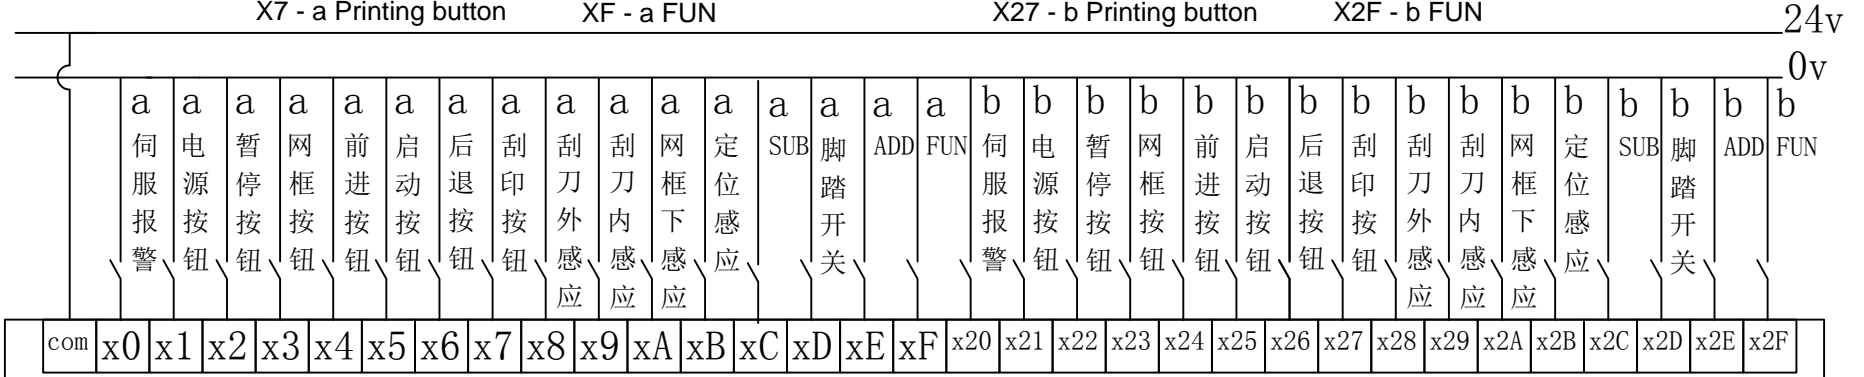 X7 - a Printing button XF - a FUN X27 - b Printing button X2F - b FUN
24v
0v
a 伺服报警
a 电源按钮
a 暂停按钮
a 网框按钮
a 前进按钮
a 启动按钮
a 后退按钮
a 刮印按钮
a 刮刀外感应
a 刮刀内感应
a 网框下感应
a 定位感应
a SUB
a 脚踏开关
a ADD
a FUN
b 伺服报警
b 电源按钮
b 暂停按钮
b 网框按钮
b 前进按钮
b 启动按钮
b 后退按钮
b 刮印按钮
b 刮刀外感应
b 刮刀内感应
b 网框下感应
b 定位感应
b SUB
b 脚踏开关
b ADD
b FUN
com x0 x1 x2 x3 x4 x5 x6 x7 x8 x9 xA xB xC xD xE xF x20 x21 x22 x23 x24 x25 x26 x27 x28 x29 x2A x2B x2C x2D x2E x2F